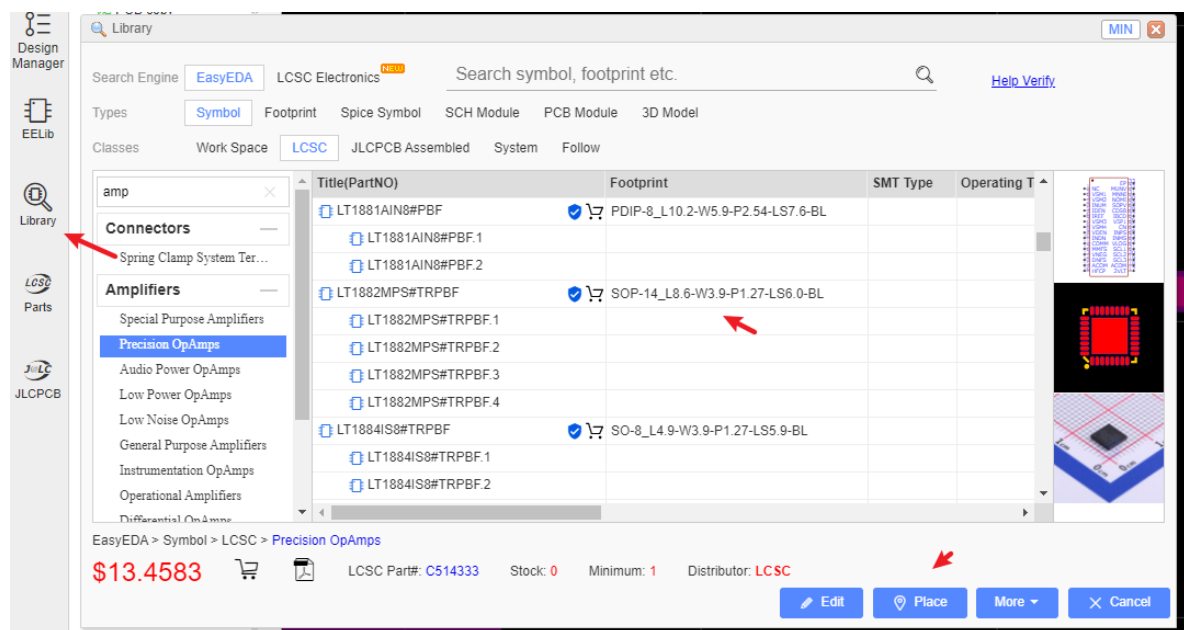 Library
MIN
Design
Manager
EELib
Library
LCSC
Parts
JLCPCB
Search Engine EasyEDA LCSC Electronics NEW Search symbol, footprint etc. Help Verify
Types Symbol Footprint Spice Symbol SCH Module PCB Module 3D Model
Classes Work Space LCSC JLCPCB Assembled System Follow
amp
Connectors
Spring Clamp System Ter...
Amplifiers
Special Purpose Amplifiers
Precision OpAmps
Audio Power OpAmps
Low Power OpAmps
Low Noise OpAmps
General Purpose Amplifiers
Instrumentation OpAmps
Operational Amplifiers
Differential OpAmps
Title(PartNO) Footprint SMT Type Operating T
LT1881AIN8#PBF PDIP-8_L10.2-W5.9-P2.54-LS7.6-BL
LT1881AIN8#PBF.1
LT1881AIN8#PBF.2
LT1882MPS#TRPBF SOP-14_L8.6-W3.9-P1.27-LS6.0-BL
LT1882MPS#TRPBF.1
LT1882MPS#TRPBF.2
LT1882MPS#TRPBF.3
LT1882MPS#TRPBF.4
LT1884IS8#TRPBF SO-8_L4.9-W3.9-P1.27-LS5.9-BL
LT1884IS8#TRPBF.1
LT1884IS8#TRPBF.2
EasyEDA > Symbol > LCSC > Precision OpAmps
$13.4583 LCSC Part#: C514333 Stock: 0 Minimum: 1 Distributor: LCSC
Edit Place More Cancel